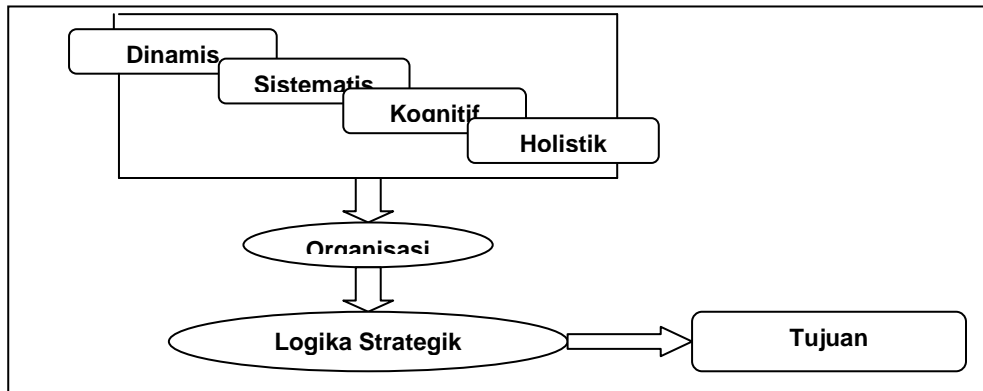 Dinamis
Sistematis
Kognitif
Holistik
Organisasi
Logika Strategik
Tujuan